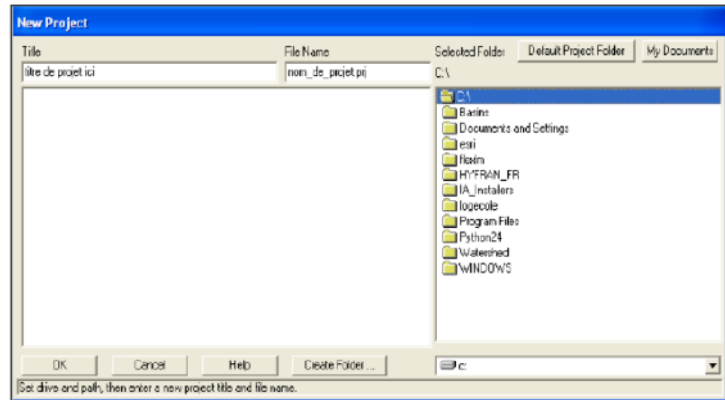 New Project
Title File Name Selected Folder Default Project Folder My Documents
titre de projet ici nom_de_projet.prj C:\
C:\
Basins
Documents and Settings
esri
flexim
HYFRAN_FR
IA_Installers
logecole
Program Files
Python24
Watershed
WINDOWS
OK Cancel Help Create Folder ... c:
Set drive and path, then enter a new project title and file name.